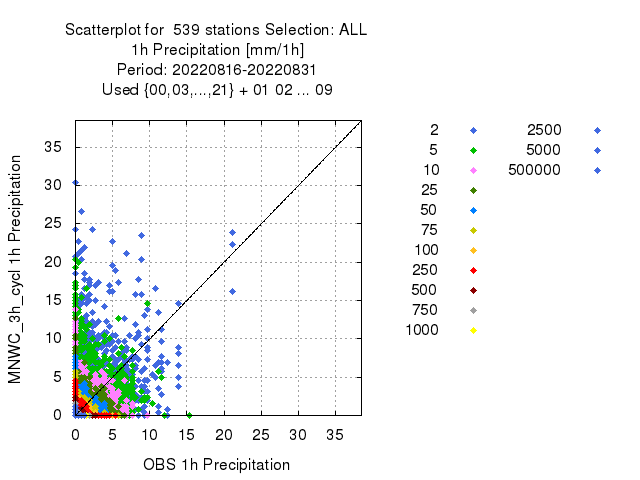 Scatterplot for 539 stations Selection: ALL
1h Precipitation [mm/1h]
Period: 20220816-20220831
Used {00,03,...,21} + 01 02 ... 09
MNWC_3h_cycl 1h Precipitation
35
30
25
20
15
10
5
0
0 5 10 15 20 25 30 35
OBS 1h Precipitation
2 2500
5 5000
10 500000
25
50
75
100
250
500
750
1000